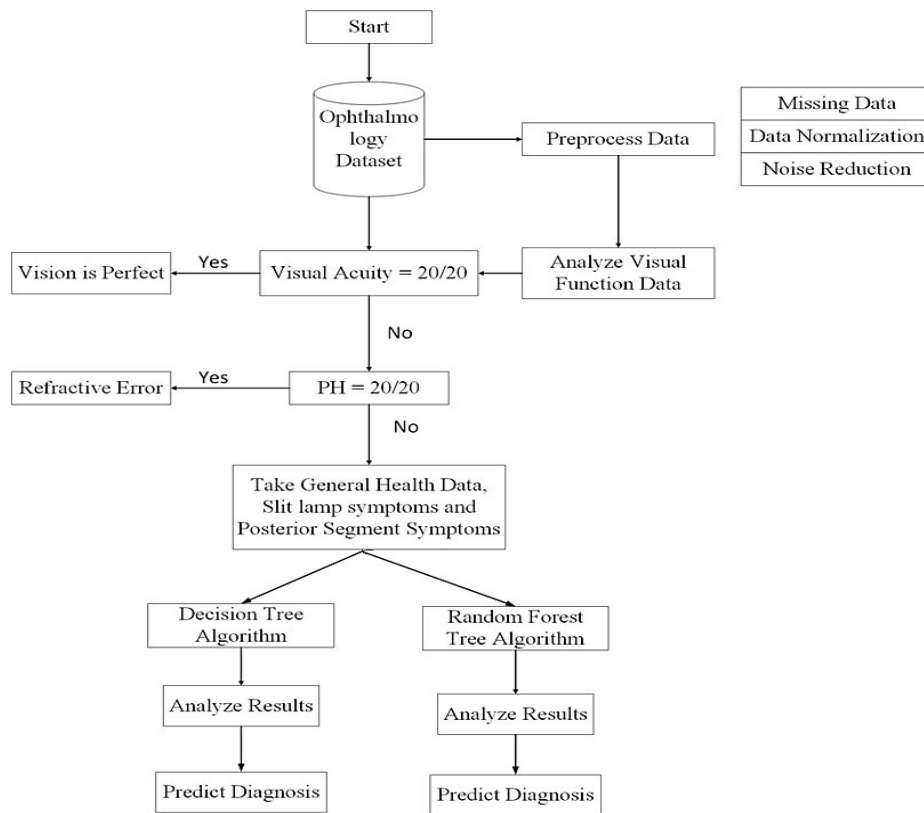 Start
Ophthalmo
logy
Dataset
Preprocess Data
Missing Data
Data Normalization
Noise Reduction
Vision is Perfect
Yes
Visual Acuity = 20/20
Analyze Visual
Function Data
No
Refractive Error
Yes
PH = 20/20
No
Take General Health Data,
Slit lamp symptoms and
Posterior Segment Symptoms
Decision Tree
Algorithm
Random Forest
Tree Algorithm
Analyze Results
Analyze Results
Predict Diagnosis
Predict Diagnosis